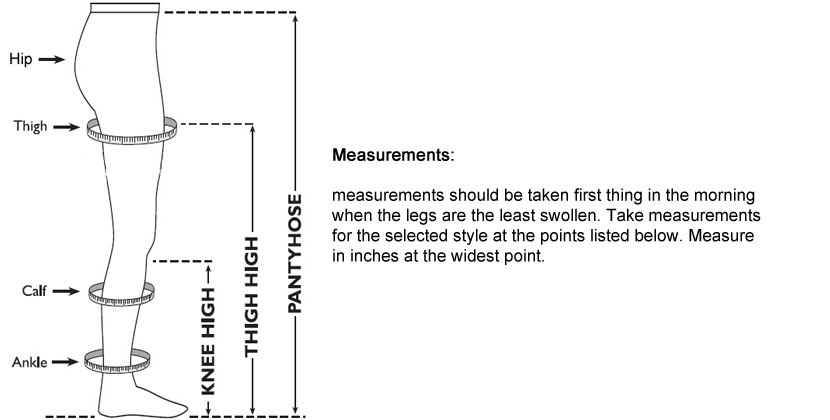 Hip
Thigh
Calf
Ankle
KNEE HIGH
THIGH HIGH
PANTYHOSE
Measurements:
measurements should be taken first thing in the morning
when the legs are the least swollen. Take measurements
for the selected style at the points listed below. Measure
in inches at the widest point.